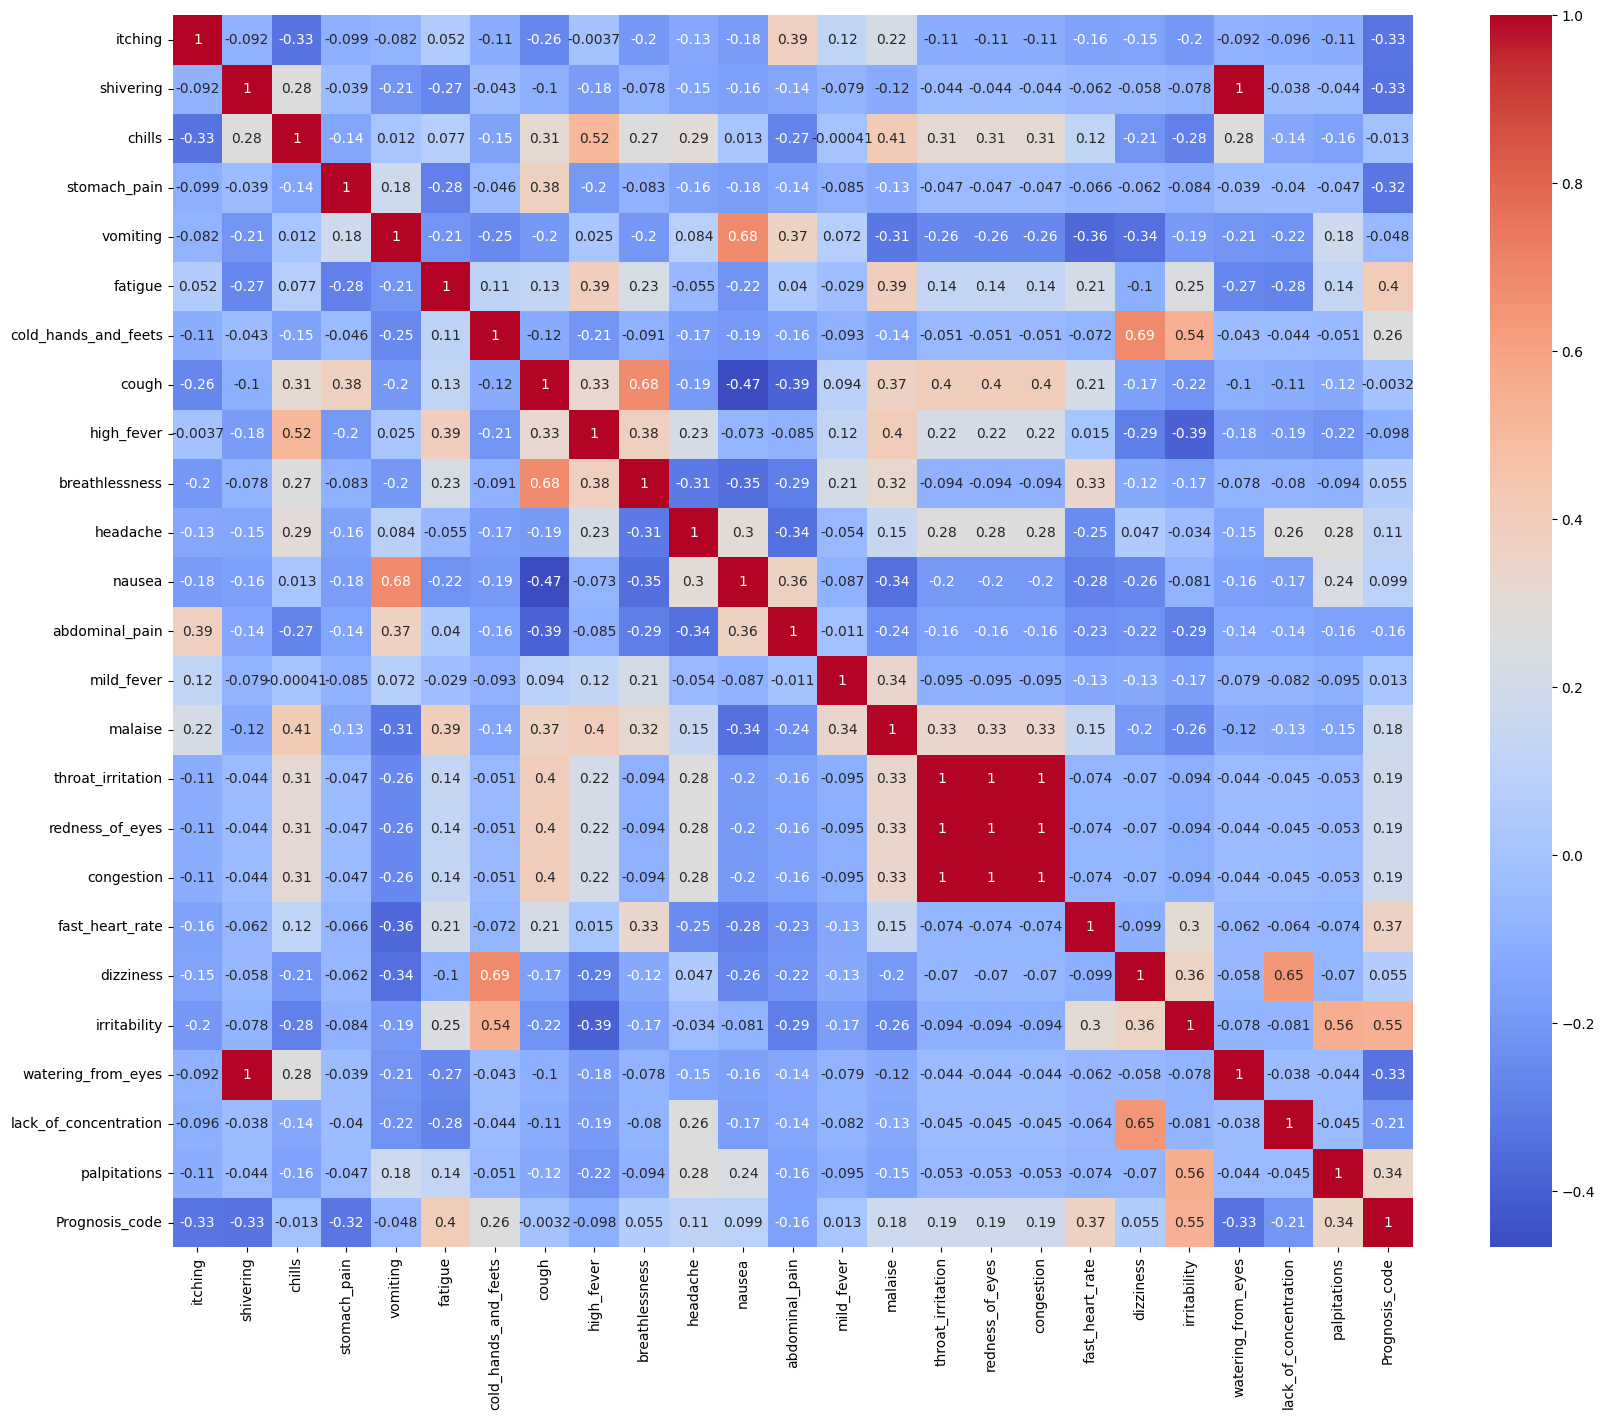 itching 1 -0.092 -0.33 -0.099 -0.082 0.052 -0.11 -0.26 -0.0037 -0.2 -0.13 -0.18 0.39 0.12 0.22 -0.11 -0.11 -0.11 -0.16 -0.15 -0.2 -0.092 -0.096 -0.11 -0.33 1.0
shivering -0.092 1 0.28 -0.039 -0.21 -0.27 -0.043 -0.1 -0.18 -0.078 -0.15 -0.16 -0.14 -0.079 -0.12 -0.044 -0.044 -0.044 -0.062 -0.058 -0.078 1 -0.038 -0.044 -0.33
chills -0.33 0.28 1 -0.14 0.012 0.077 -0.15 0.31 0.52 0.27 0.29 0.013 -0.27 -0.00041 0.41 0.31 0.31 0.31 0.12 -0.21 -0.28 0.28 -0.14 -0.16 -0.013
stomach_pain -0.099 -0.039 -0.14 1 0.18 -0.28 -0.046 0.38 -0.2 -0.083 -0.16 -0.18 -0.14 -0.085 -0.13 -0.047 -0.047 -0.047 -0.066 -0.062 -0.084 -0.039 -0.04 -0.047 -0.32 0.8
vomiting -0.082 -0.21 0.012 0.18 1 -0.21 -0.25 -0.2 0.025 -0.2 0.084 0.68 0.37 0.072 -0.31 -0.26 -0.26 -0.26 -0.36 -0.34 -0.19 -0.21 -0.22 0.18 -0.048
fatigue 0.052 -0.27 0.077 -0.28 -0.21 1 0.11 0.13 0.39 0.23 -0.055 -0.22 0.04 -0.029 0.39 0.14 0.14 0.14 0.21 -0.1 0.25 -0.27 -0.28 0.14 0.4
cold_hands_and_feets -0.11 -0.043 -0.15 -0.046 -0.25 0.11 1 -0.12 -0.21 -0.091 -0.17 -0.19 -0.16 -0.093 -0.14 -0.051 -0.051 -0.051 -0.072 0.69 0.54 -0.043 -0.044 -0.051 0.26 0.6
cough -0.26 -0.1 0.31 0.38 -0.2 0.13 -0.12 1 0.33 0.68 -0.19 -0.47 -0.39 0.094 0.37 0.4 0.4 0.4 0.21 -0.17 -0.22 -0.1 -0.11 -0.12 -0.0032
high_fever -0.0037 -0.18 0.52 -0.2 0.025 0.39 -0.21 0.33 1 0.38 0.23 -0.073 -0.085 0.12 0.4 0.22 0.22 0.22 0.015 -0.29 -0.39 -0.18 -0.19 -0.22 -0.098
breathlessness -0.2 -0.078 0.27 -0.083 -0.2 0.23 -0.091 0.68 0.38 1 -0.31 -0.35 -0.29 0.21 0.32 -0.094 -0.094 -0.094 0.33 -0.12 -0.17 -0.078 -0.08 -0.094 0.055
headache -0.13 -0.15 0.29 -0.16 0.084 -0.055 -0.17 -0.19 0.23 -0.31 1 0.3 -0.34 -0.054 0.15 0.28 0.28 0.28 -0.25 0.047 -0.034 -0.15 0.26 0.28 0.11 0.4
nausea -0.18 -0.16 0.013 -0.18 0.68 -0.22 -0.19 -0.47 -0.073 -0.35 0.3 1 0.36 -0.087 -0.34 -0.2 -0.2 -0.2 -0.28 -0.26 -0.081 -0.16 -0.17 0.24 0.099
abdominal_pain 0.39 -0.14 -0.27 -0.14 0.37 0.04 -0.16 -0.39 -0.085 -0.29 -0.34 0.36 1 -0.011 -0.24 -0.16 -0.16 -0.16 -0.23 -0.22 -0.29 -0.14 -0.14 -0.16 -0.16
mild_fever 0.12 -0.079 -0.00041 -0.085 0.072 -0.029 -0.093 0.094 0.12 0.21 -0.054 -0.087 -0.011 1 0.34 -0.095 -0.095 -0.095 -0.13 -0.13 -0.17 -0.079 -0.082 -0.095 0.013 0.2
malaise 0.22 -0.12 0.41 -0.13 -0.31 0.39 -0.14 0.37 0.4 0.32 0.15 -0.34 -0.24 0.34 1 0.33 0.33 0.33 0.15 -0.2 -0.26 -0.12 -0.13 -0.15 0.18
throat_irritation -0.11 -0.044 0.31 -0.047 -0.26 0.14 -0.051 0.4 0.22 -0.094 0.28 -0.2 -0.16 -0.095 0.33 1 1 1 -0.074 -0.07 -0.094 -0.044 -0.045 -0.053 0.19
redness_of_eyes -0.11 -0.044 0.31 -0.047 -0.26 0.14 -0.051 0.4 0.22 -0.094 0.28 -0.2 -0.16 -0.095 0.33 1 1 1 -0.074 -0.07 -0.094 -0.044 -0.045 -0.053 0.19
0.0
congestion -0.11 -0.044 0.31 -0.047 -0.26 0.14 -0.051 0.4 0.22 -0.094 0.28 -0.2 -0.16 -0.095 0.33 1 1 1 -0.074 -0.07 -0.094 -0.044 -0.045 -0.053 0.19
fast_heart_rate -0.16 -0.062 0.12 -0.066 -0.36 0.21 -0.072 0.21 0.015 0.33 -0.25 -0.28 -0.23 -0.13 0.15 -0.074 -0.074 -0.074 1 -0.099 0.3 -0.062 -0.064 -0.074 0.37
dizziness -0.15 -0.058 -0.21 -0.062 -0.34 -0.1 0.69 -0.17 -0.29 -0.12 0.047 -0.26 -0.22 -0.13 -0.2 -0.07 -0.07 -0.07 -0.099 1 0.36 -0.058 0.65 -0.07 0.055
irritability -0.2 -0.078 -0.28 -0.084 -0.19 0.25 0.54 -0.22 -0.39 -0.17 -0.034 -0.081 -0.29 -0.17 -0.26 -0.094 -0.094 -0.094 0.3 0.36 1 -0.078 -0.081 0.56 0.55 −0.2
watering_from_eyes -0.092 1 0.28 -0.039 -0.21 -0.27 -0.043 -0.1 -0.18 -0.078 -0.15 -0.16 -0.14 -0.079 -0.12 -0.044 -0.044 -0.044 -0.062 -0.058 -0.078 1 -0.038 -0.044 -0.33
lack_of_concentration -0.096 -0.038 -0.14 -0.04 -0.22 -0.28 -0.044 -0.11 -0.19 -0.08 0.26 -0.17 -0.14 -0.082 -0.13 -0.045 -0.045 -0.045 -0.064 0.65 -0.081 -0.038 1 -0.045 -0.21
palpitations -0.11 -0.044 -0.16 -0.047 0.18 0.14 -0.051 -0.12 -0.22 -0.094 0.28 0.24 -0.16 -0.095 -0.15 -0.053 -0.053 -0.053 -0.074 -0.07 0.56 -0.044 -0.045 1 0.34
−0.4
Prognosis_code -0.33 -0.33 -0.013 -0.32 -0.048 0.4 0.26 -0.0032 -0.098 0.055 0.11 0.099 -0.16 0.013 0.18 0.19 0.19 0.19 0.37 0.055 0.55 -0.33 -0.21 0.34 1
itching
shivering
chills
stomach_pain
vomiting
fatigue
cold_hands_and_feets
cough
high_fever
breathlessness
headache
nausea
abdominal_pain
mild_fever
malaise
throat_irritation
redness_of_eyes
congestion
fast_heart_rate
dizziness
irritability
watering_from_eyes
lack_of_concentration
palpitations
Prognosis_code